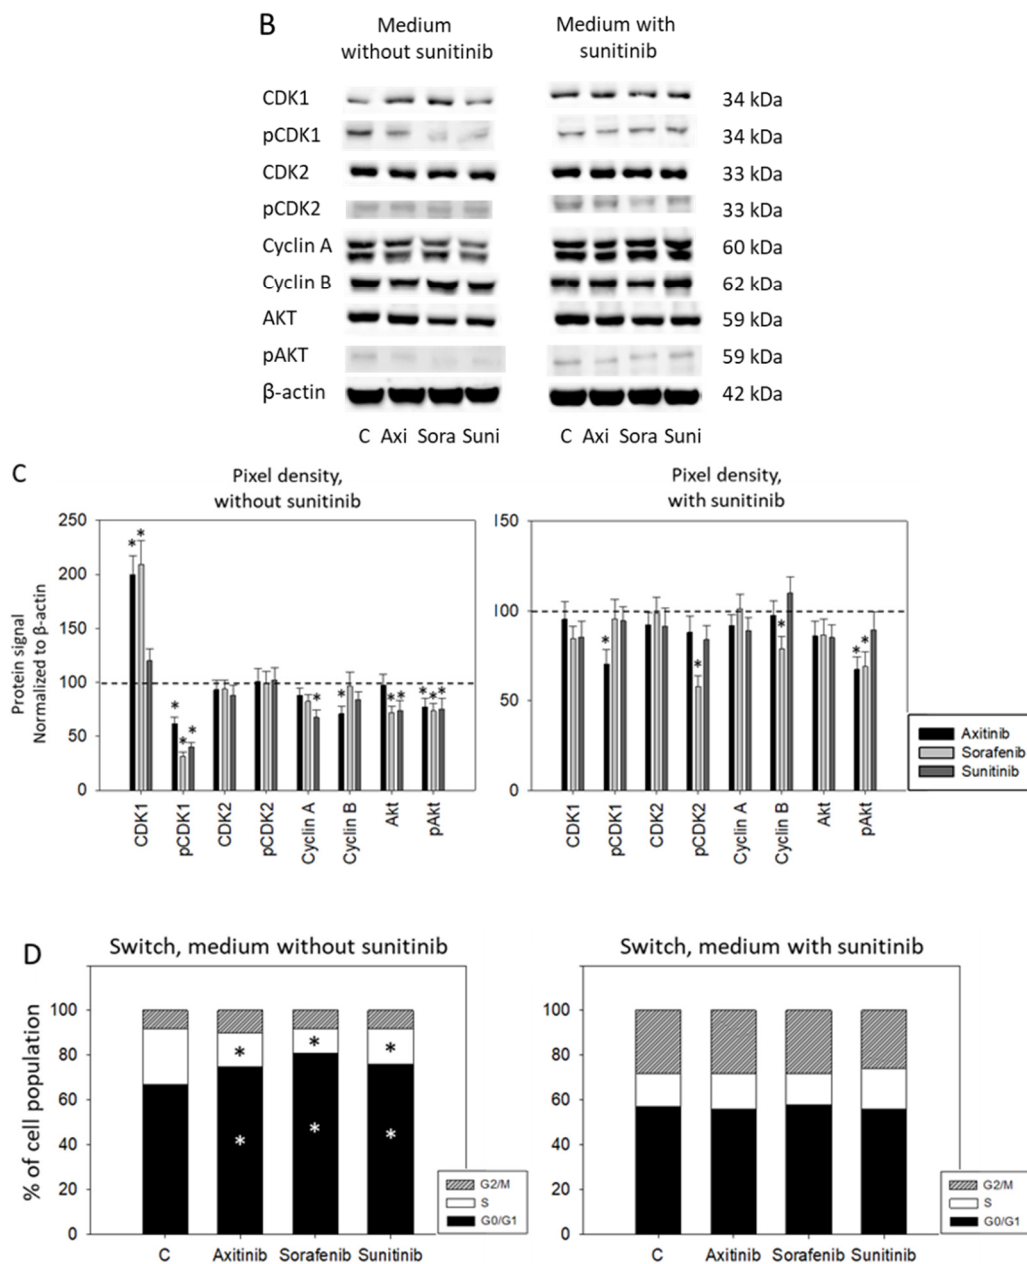 B
Medium
without sunitinib
Medium with
sunitinib
CDK1
34 kDa
pCDK1
34 kDa
CDK2
33 kDa
pCDK2
33 kDa
Cyclin A
60 kDa
Cyclin B
62 kDa
AKT
59 kDa
pAKT
59 kDa
β-actin
42 kDa
C Axi Sora Suni
C Axi Sora Suni
C
Pixel density,
without sunitinib
Pixel density,
with sunitinib
Protein signal
Normalized to β-actin
250
200
150
100
50
0
* * * * * * * * * * * *
CDK1
pCDK1
CDK2
pCDK2
Cyclin A
Cyclin B
Akt
pAkt
150
100
50
0
* * * * *
CDK1
pCDK1
CDK2
pCDK2
Cyclin A
Cyclin B
Akt
pAkt
Axitinib
Sorafenib
Sunitinib
D
Switch, medium without sunitinib
Switch, medium with sunitinib
% of cell population
100
80
60
40
20
0
* * *
* * *
C Axitinib Sorafenib Sunitinib
G2/M
S
G0/G1
100
80
60
40
20
0
C Axitinib Sorafenib Sunitinib
G2/M
S
G0/G1